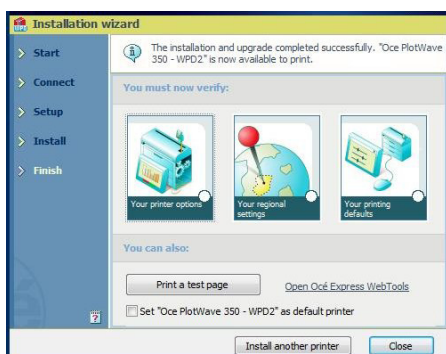 Installation wizard
Start
Connect
Setup
Install
Finish
The installation and upgrade completed successfully. "Oce PlotWave
350 - WPD2" is now available to print.
You must now verify:
Your printer options
Your regional
settings
Your printing
defaults
You can also:
Print a test page
Open Océ Express WebTools
Set "Oce PlotWave 350 - WPD2" as default printer
Install another printer
Close